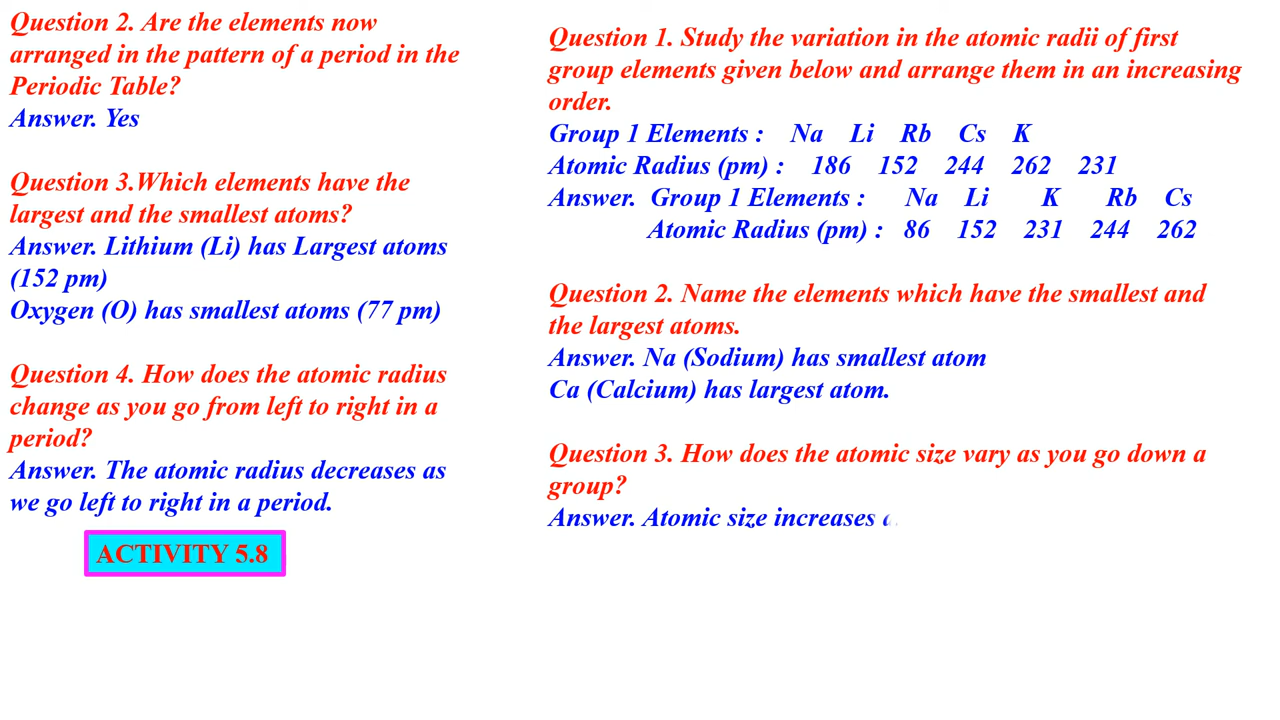 Question 2. Are the elements now
arranged in the pattern of a period in the
Periodic Table?
Answer. Yes
Question 3.Which elements have the
largest and the smallest atoms?
Answer. Lithium (Li) has Largest atoms
(152 pm)
Oxygen (O) has smallest atoms (77 pm)
Question 4. How does the atomic radius
change as you go from left to right in a
period?
Answer. The atomic radius decreases as
we go left to right in a period.
ACTIVITY 5.8
Question 1. Study the variation in the atomic radii of first
group elements given below and arrange them in an increasing
order.
Group 1 Elements : Na Li Rb Cs K
Atomic Radius (pm) : 186 152 244 262 231
Answer. Group 1 Elements : Na Li K Rb Cs
Atomic Radius (pm) : 86 152 231 244 262
Question 2. Name the elements which have the smallest and
the largest atoms.
Answer. Na (Sodium) has smallest atom
Ca (Calcium) has largest atom.
Question 3. How does the atomic size vary as you go down a
group?
Answer. Atomic size increases